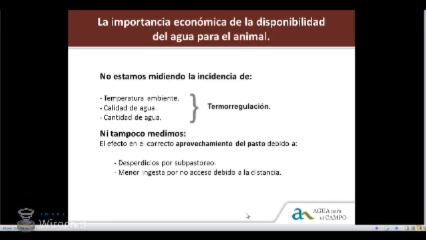 La importancia económica de la disponibilidad
del agua para el animal.
No estamos midiendo la incidencia de:
- Temperatura ambiente.
- Calidad de agua.
- Cantidad de agua.
Termorregulación.
Ni tampoco medimos:
El efecto en el correcto aprovechamiento del pasto debido a:
- Desperdicios por subpastoreo.
- Menor ingesta por no acceso debido a la distancia.
AGUA para
el CAMPO